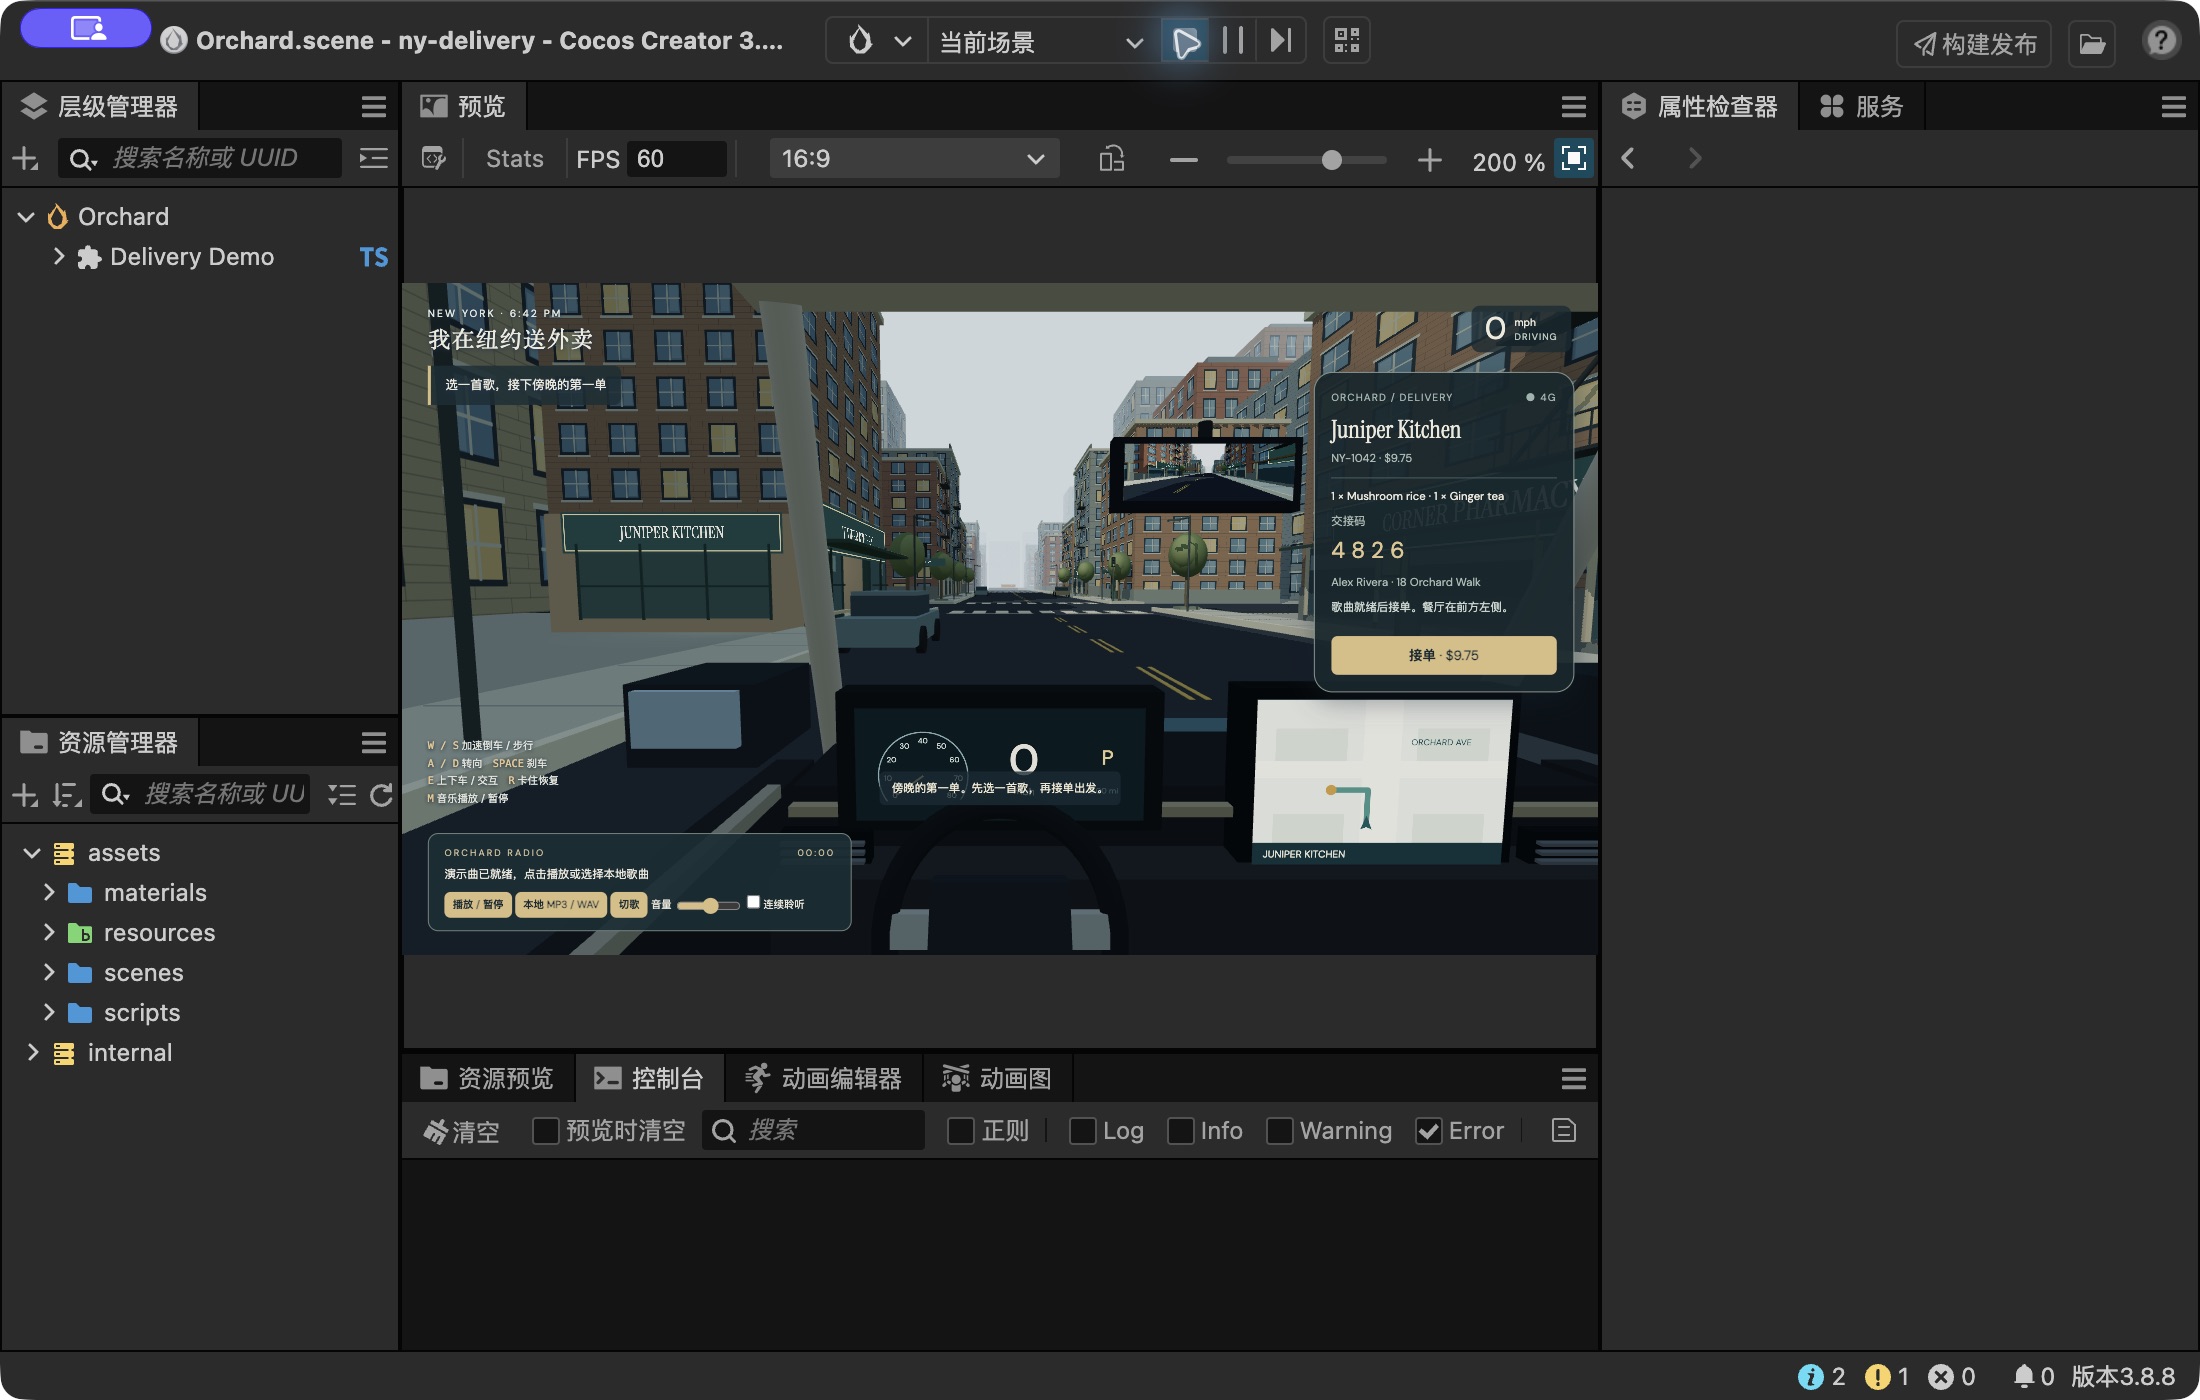 Orchard.scene - ny-delivery - Cocos Creator 3....
当前场景
构建发布
层级管理器
搜索名称或 UUID
Orchard
Delivery Demo
TS
资源管理器
搜索名称或 UU
assets
materials
resources
scenes
scripts
internal
预览
Stats
FPS 60
16:9
200 %
NEW YORK · 6:42 PM
我在纽约送外卖
选一首歌，接下傍晚的第一单
JUNIPER KITCHEN
0 mph
DRIVING
ORCHARD / DELIVERY
4G
Juniper Kitchen
NY-1042 · $9.75
1 × Mushroom rice · 1 × Ginger tea
CORNER PHARMAC
交接码
4826
Alex Rivera · 18 Orchard Walk
歌曲就绪后接单。餐厅在前方左侧。
接单 · $9.75
W / S 加速倒车 / 步行
A / D 转向 SPACE 刹车
E 上下车 / 交互 R 卡住恢复
M 音乐播放 / 暂停
10 20 30 40 50 60 70
0
P
傍晚的第一单。先选一首歌，再接单出发。
ORCHARD AVE
JUNIPER KITCHEN
ORCHARD RADIO
00:00
演示曲已就绪，点击播放或选择本地歌曲
播放 / 暂停
本地 MP3 / WAV
切歌
音量
连续聆听
资源预览
控制台
动画编辑器
动画图
清空
预览时清空
搜索
正则
Log
Info
Warning
Error
属性检查器
服务
2
1
0
0
版本3.8.8